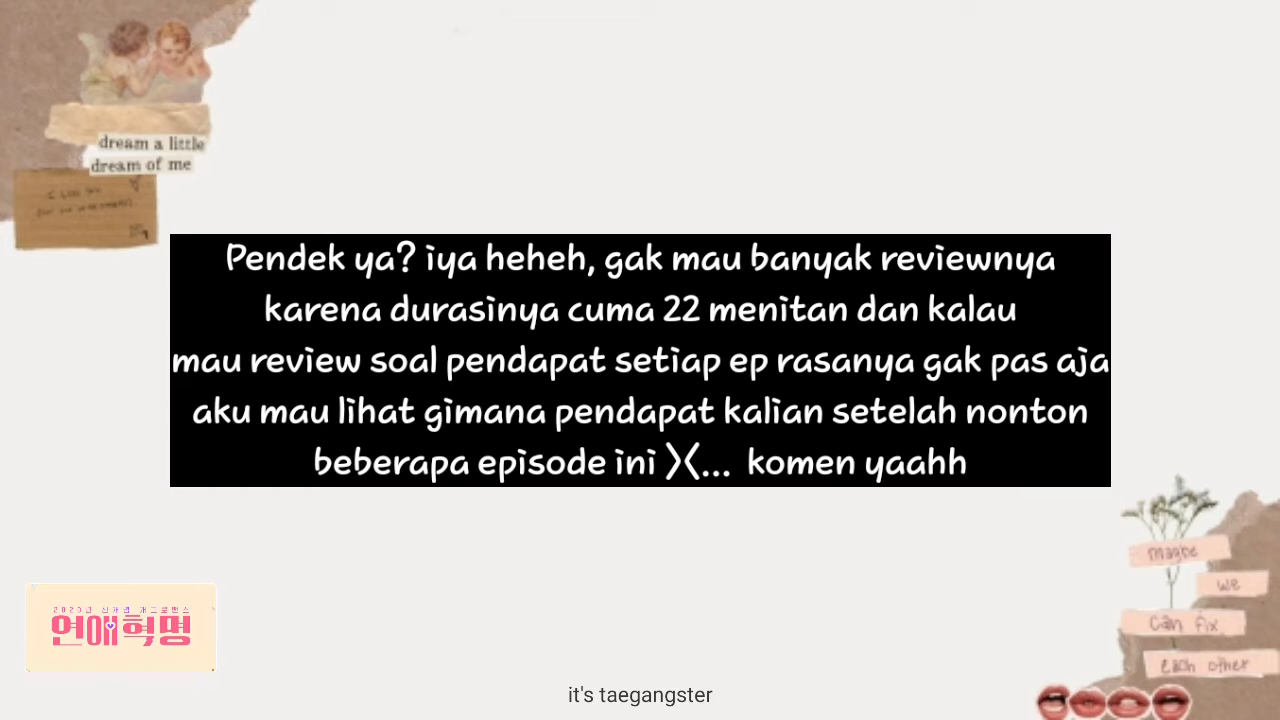 dream a little
dream of me
Pendek ya? iya heheh, gak mau banyak reviewnya
karena durasinya cuma 22 menitan dan kalau
mau review soal pendapat setiap ep rasanya gak pas aja
aku mau lihat gimana pendapat kalian setelah nonton
beberapa episode ini ㄨ... komen yaahh
maybe
we
can fix
each other
연애혁명
it's taegangster